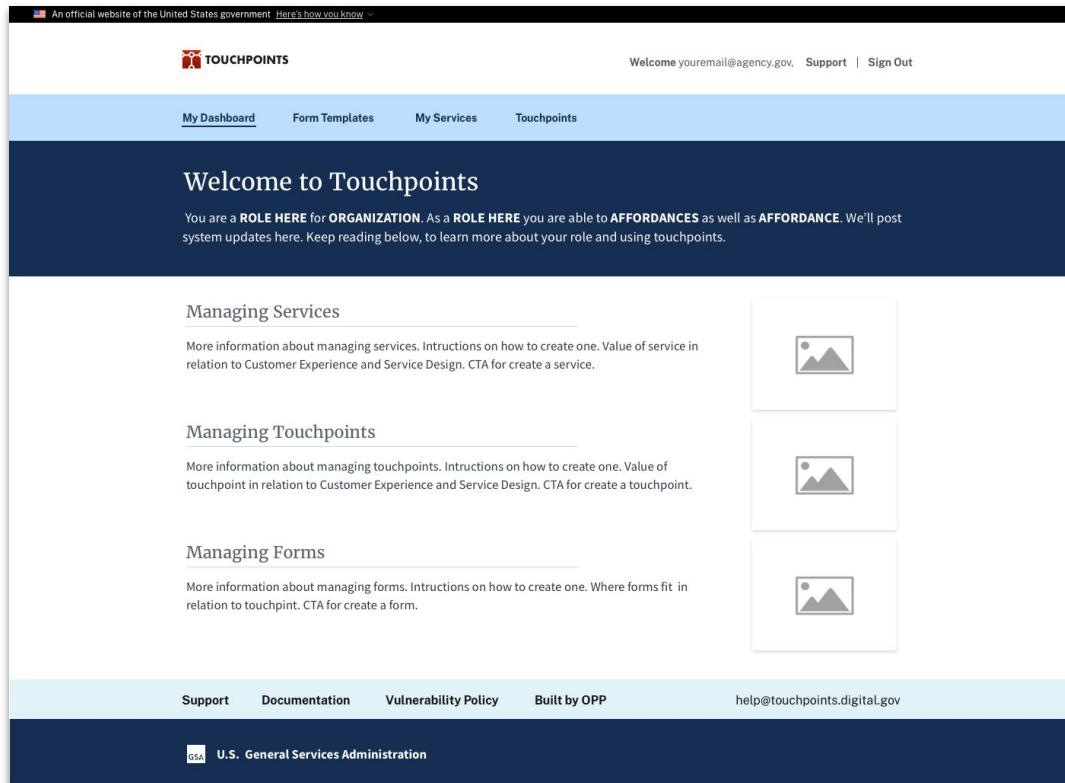 An official website of the United States government Here's how you know
TOUCHPOINTS
Welcome youremail@agency.gov, Support | Sign Out
My Dashboard Form Templates My Services Touchpoints
Welcome to Touchpoints
You are a ROLE HERE for ORGANIZATION. As a ROLE HERE you are able to AFFORDANCES as well as AFFORDANCE. We'll post
system updates here. Keep reading below, to learn more about your role and using touchpoints.
Managing Services
More information about managing services. Intructions on how to create one. Value of service in
relation to Customer Experience and Service Design. CTA for create a service.
Managing Touchpoints
More information about managing touchpoints. Intructions on how to create one. Value of
touchpoint in relation to Customer Experience and Service Design. CTA for create a touchpoint.
Managing Forms
More information about managing forms. Intructions on how to create one. Where forms fit in
relation to touchpint. CTA for create a form.
Support Documentation Vulnerability Policy Built by OPP help@touchpoints.digital.gov
GSA U.S. General Services Administration